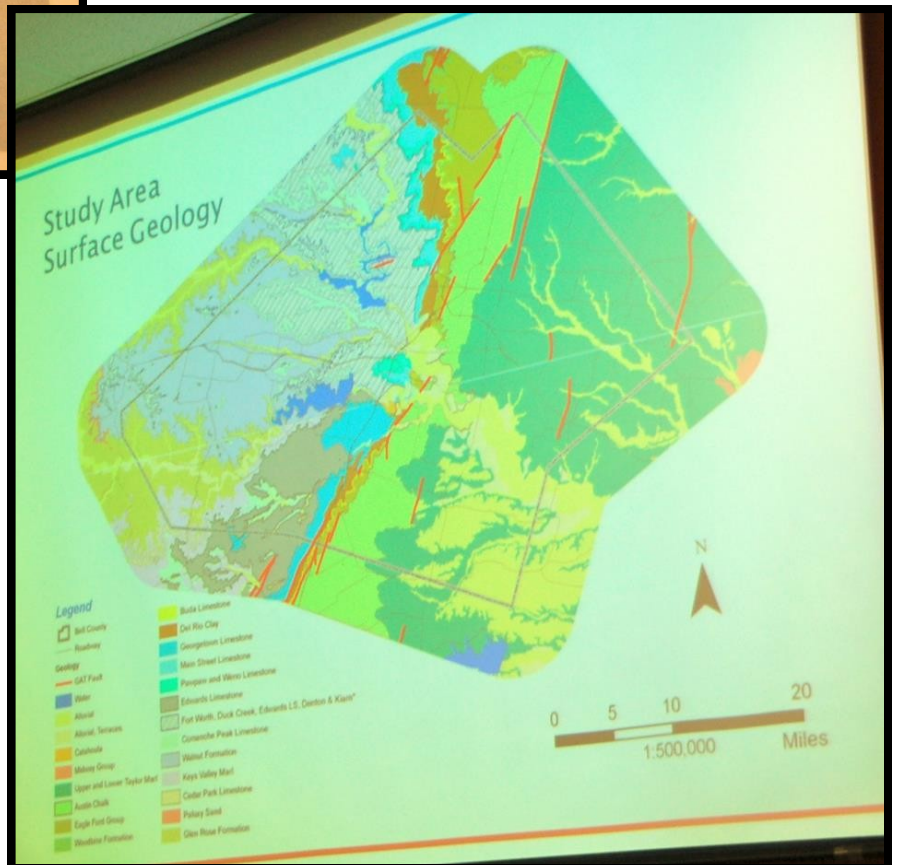 Study Area
Surface Geology
N
0 5 10 20
1:500,000 Miles
Legend
Bell County
Roadway
Geology
GAT Fault
Water
Alluvial
Alluvial, Terraces
Catahoula
Midway Group
Upper and Lower Taylor Marl
Austin Chalk
Eagle Ford Group
Woodbine Formation
Buda Limestone
Del Rio Clay
Georgetown Limestone
Main Street Limestone
Pawpaw and Weno Limestone
Edwards Limestone
Fort Worth, Duck Creek, Edwards LS, Denton & Kiami*
Comanche Peak Limestone
Walnut Formation
Keys Valley Marl
Cedar Park Limestone
Paluxy Sand
Glen Rose Formation